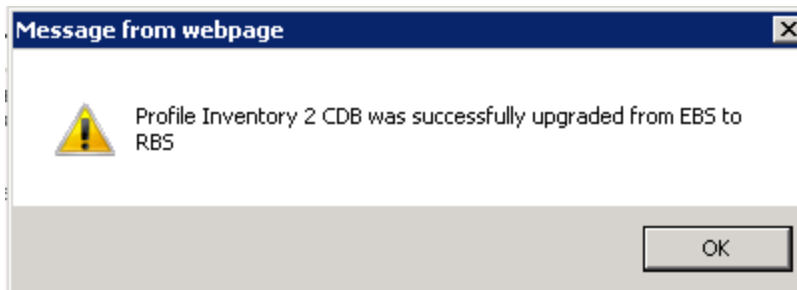 Message from webpage
Profile Inventory 2 CDB was successfully upgraded from EBS to
RBS
OK